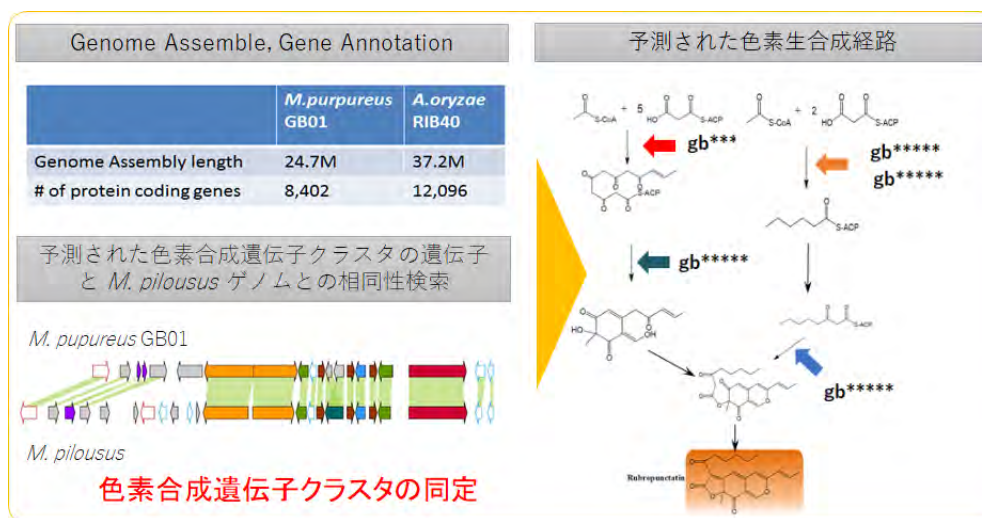 Genome Assemble, Gene Annotation
M.purpureus GB01
A.oryzae RIB40
Genome Assembly length 24.7M 37.2M
# of protein coding genes 8,402 12,096
予測された色素合成遺伝子クラスタの遺伝子
と M. pilousus ゲノムとの相同性検索
M. pupureus GB01
M. pilousus
色素合成遺伝子クラスタの同定
予測された色素生合成経路
S-CoA + 5 HO S-ACP
S-CoA + 2 HO S-ACP
gb***
gb*****
gb*****
S-ACP
S-ACP
gb*****
HO
OH
S-ACP
gb*****
Rubropunctatin